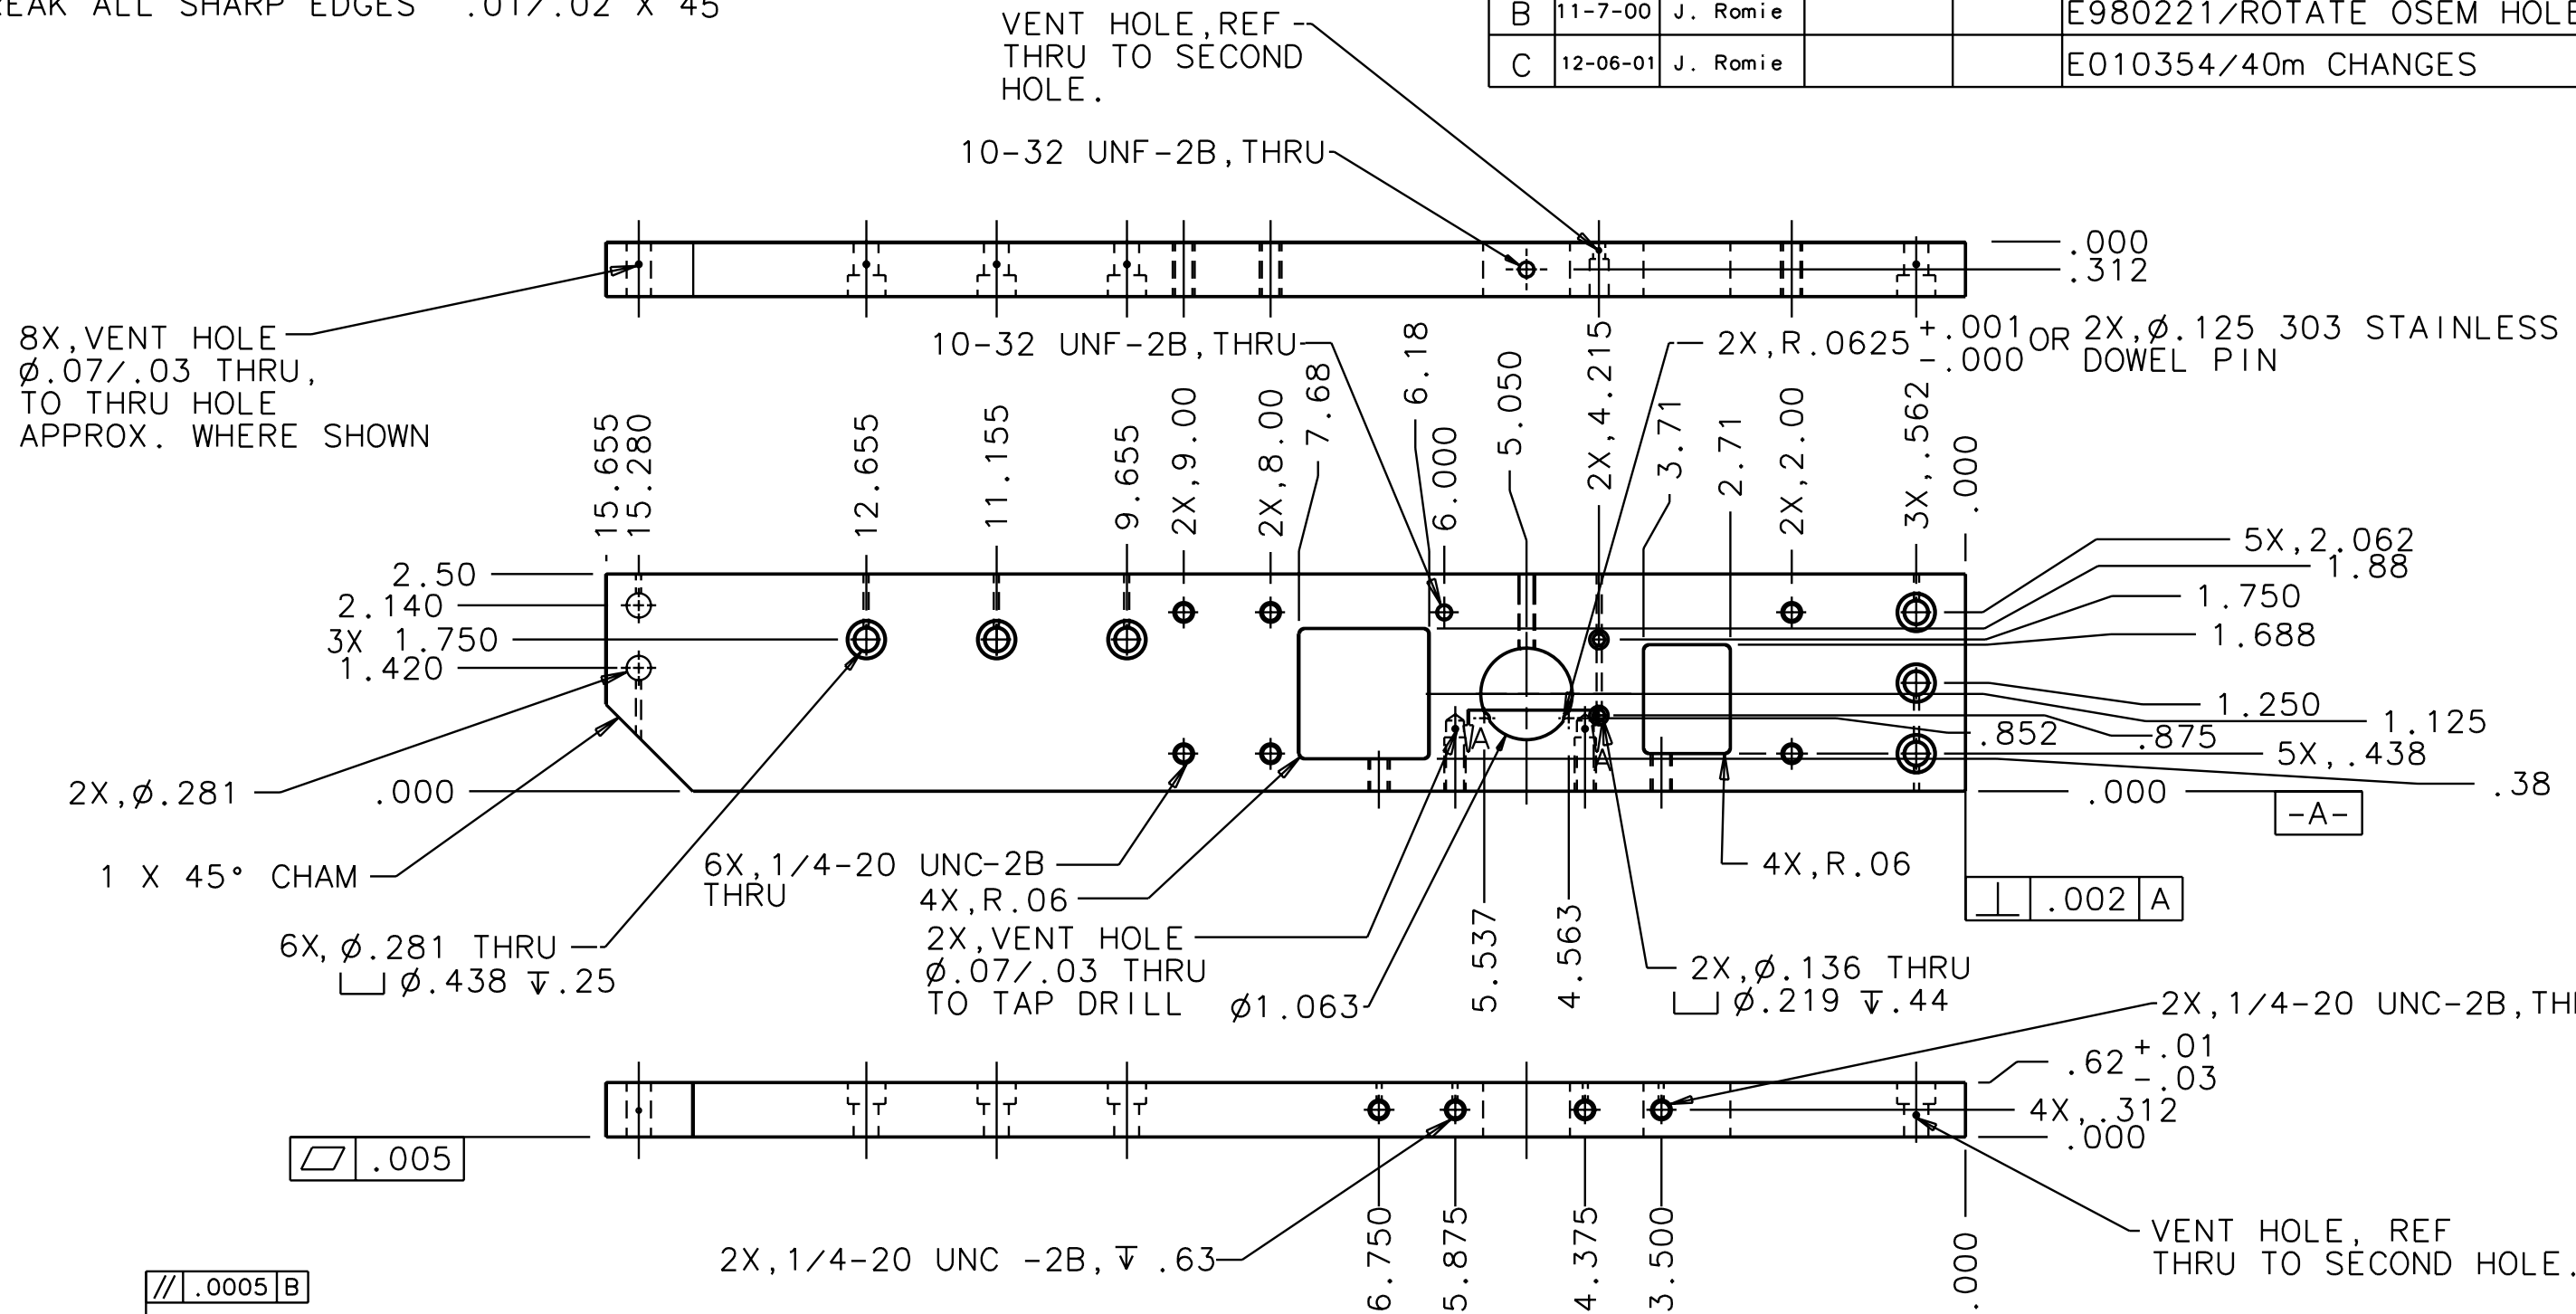 REAK ALL SHARP EDGES .01/.02 X 45
B 11-7-00 J. Romie E980221/ROTATE OSEM HOLE
C 12-06-01 J. Romie E010354/40m CHANGES
VENT HOLE,REF
THRU TO SECOND
HOLE.
10-32 UNF-2B,THRU
.000
.312
8X,VENT HOLE
Ø.07/.03 THRU,
TO THRU HOLE
APPROX. WHERE SHOWN
10-32 UNF-2B,THRU
2X,R.0625 +.001 -.000 OR 2X,Ø.125 303 STAINLESS
DOWEL PIN
15.655
15.280
12.655
11.155
9.655
2X,9.00
2X,8.00
7.68
6.18
6.000
5.050
2X,4.215
3.71
2.71
2X,2.00
3X,.562
.000
2.50
2.140
3X 1.750
1.420
.000
5X,2.062
1.88
1.750
1.688
1.250
1.125
.852
.875
5X,.438
.38
.000
-A-
A
A
2X,Ø.281
1 X 45° CHAM
6X,Ø.281 THRU
⌴ Ø.438 ↧.25
6X,1/4-20 UNC-2B
THRU
4X,R.06
2X,VENT HOLE
Ø.07/.03 THRU
TO TAP DRILL
Ø1.063
5.537
4.563
4X,R.06
⊥ .002 A
2X,Ø.136 THRU
⌴ Ø.219 ↧.44
2X,1/4-20 UNC-2B,TH
.62 +.01 -.03
4X,.312
.000
⏥ .005
2X,1/4-20 UNC -2B,↧ .63
6.750
5.875
4.375
3.500
.000
VENT HOLE, REF
THRU TO SECOND HOLE.
// .0005 B